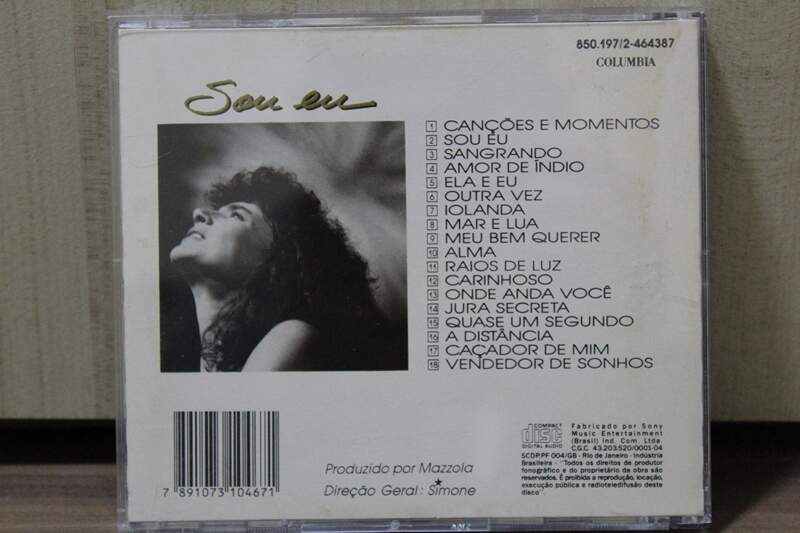 850.197/2-464387
COLUMBIA
Sou eu
1 CANÇÕES E MOMENTOS
2 SOU EU
3 SANGRANDO
4 AMOR DE ÍNDIO
5 ELA E EU
6 OUTRA VEZ
7 IOLANDA
8 MAR E LUA
9 MEU BEM QUERER
10 ALMA
11 RAIOS DE LUZ
12 CARINHOSO
13 ONDE ANDA VOCÊ
14 JURA SECRETA
15 QUASE UM SEGUNDO
16 A DISTÂNCIA
17 CAÇADOR DE MIM
18 VENDEDOR DE SONHOS
7 891073 104671
Produzido por Mazzola
Direção Geral: Simone
COMPACT
disc
DIGITAL AUDIO
Fabricado por Sony
Music Entertainment
(Brasil) Ind. Com. Ltda.
C.G.C. 43.203.520/0001-04
SCDP.PF 004/GB - Rio de Janeiro - Indústria
Brasileira - "Todos os direitos de produtor
fonográfico e do proprietário da obra são
reservados. É proibida a reprodução, locação,
execução pública e radioteledifusão deste
disco"